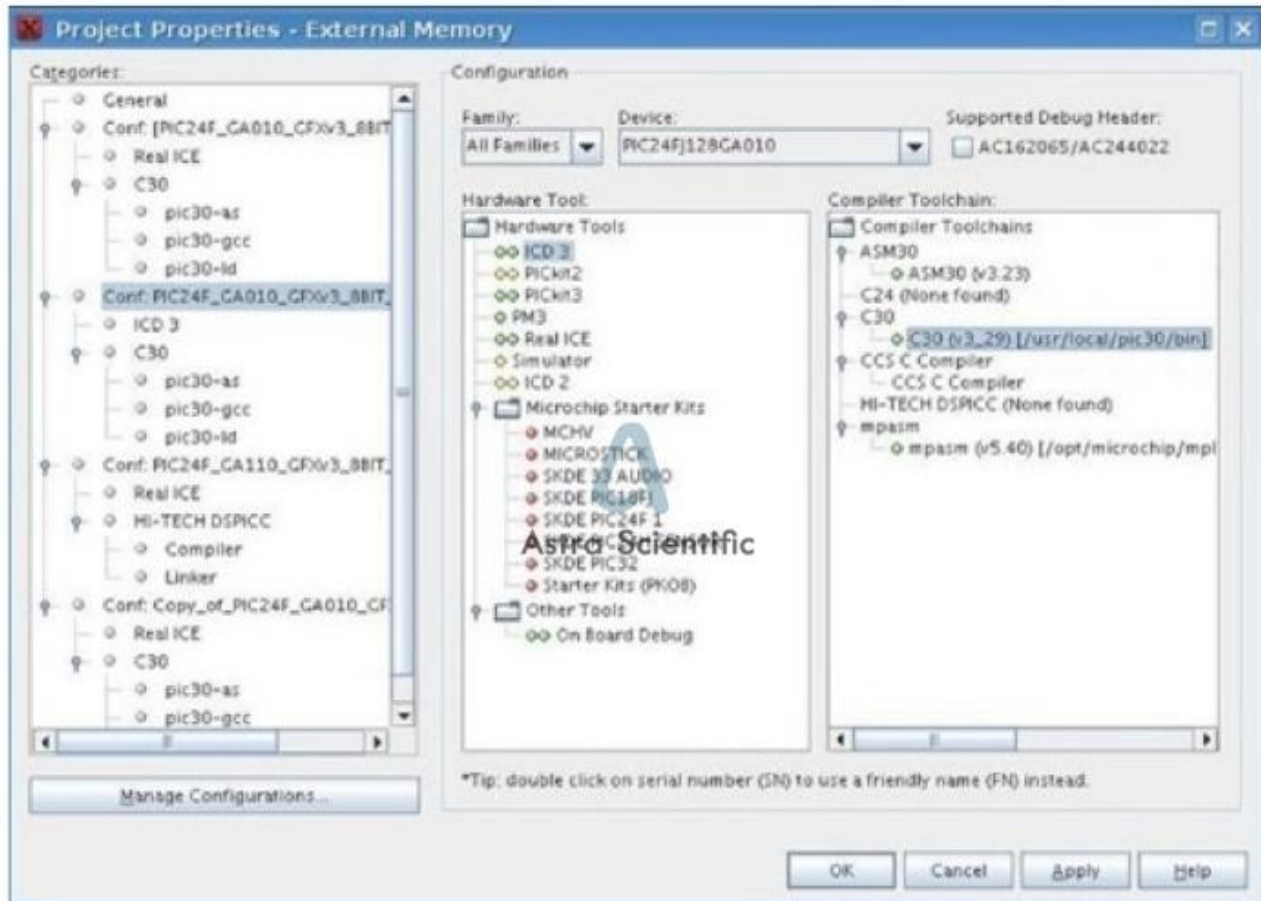 Project Properties - External Memory
Categories:
General
Conf: [PIC24F_GA010_GFXv3_8BIT
Real ICE
C30
pic30-as
pic30-gcc
pic30-ld
Conf: PIC24F_GA010_GFXv3_8BIT_
ICD 3
C30
pic30-as
pic30-gcc
pic30-ld
Conf: PIC24F_GA110_GFXv3_8BIT_
Real ICE
HI-TECH DSPICC
Compiler
Linker
Conf: Copy_of_PIC24F_GA010_GF
Real ICE
C30
pic30-as
pic30-gcc
Manage Configurations...
Configuration
Family:
All Families
Device:
PIC24FJ128GA010
Supported Debug Header:
AC162065/AC244022
Hardware Tool:
Hardware Tools
ICD 3
PICkit2
PICkit3
PM3
Real ICE
Simulator
ICD 2
Microchip Starter Kits
MCHV
MICROSTICK
SKDE 33 AUDIO
SKDE PIC18FJ
SKDE PIC24F 1
SKDE PIC32
Starter Kits (PKOB)
Other Tools
On Board Debug
Astra Scientific
Compiler Toolchain:
Compiler Toolchains
ASM30
ASM30 (v3.23)
C24 (None found)
C30
C30 (v3_29) [/usr/local/pic30/bin]
CCS C Compiler
CCS C Compiler
HI-TECH DSPICC (None found)
mpasm
mpasm (v5.40) [/opt/microchip/mpl
*Tip: double click on serial number (SN) to use a friendly name (FN) instead.
OK
Cancel
Apply
Help